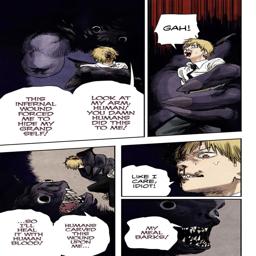 GAH!
LOOK AT
MY ARM,
HUMAN!
YOU DAMN
HUMANS
DID THIS
TO ME!
THIS
INFERNAL
WOUND
FORCED ME
TO HIDE
MY GRAND
SELF!
LIKE I
CARE,
IDIOT!
MY
MEAL
BARKS!
HUMANS
CARVED
THIS
WOUND
UPON
ME...
...SO
I'LL
HEAL
IT WITH
HUMAN
BLOOD!